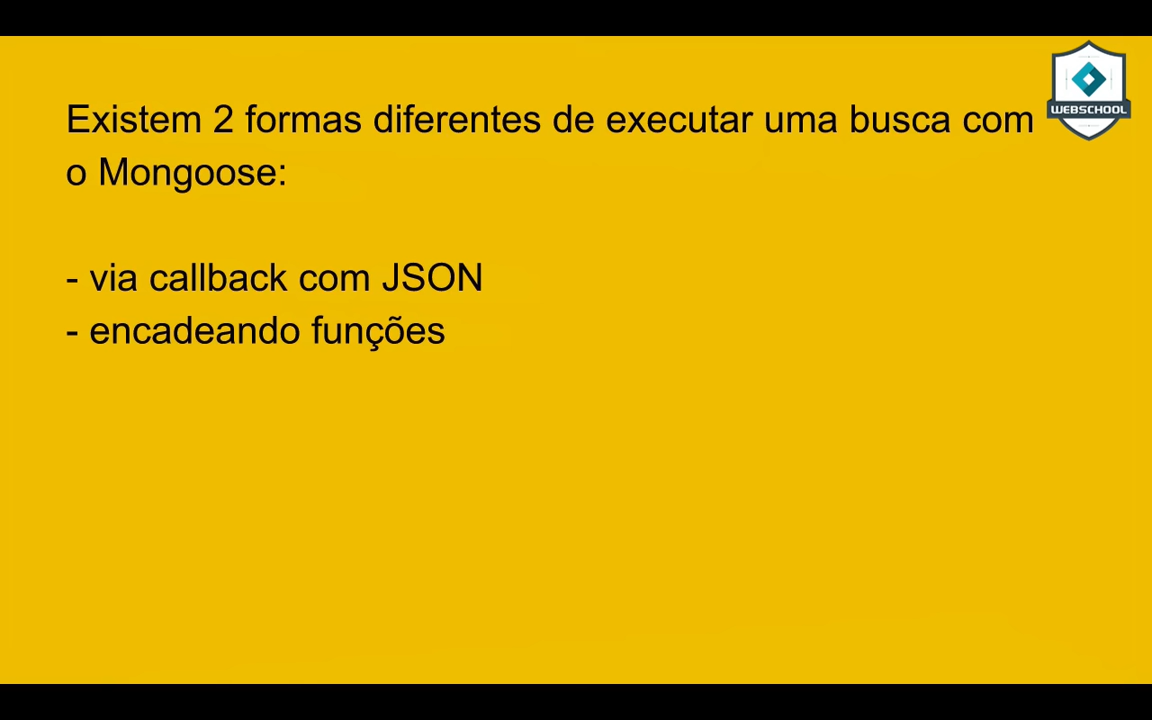 Existem 2 formas diferentes de executar uma busca com
o Mongoose:
- via callback com JSON
- encadeando funções
WEBSCHOOL